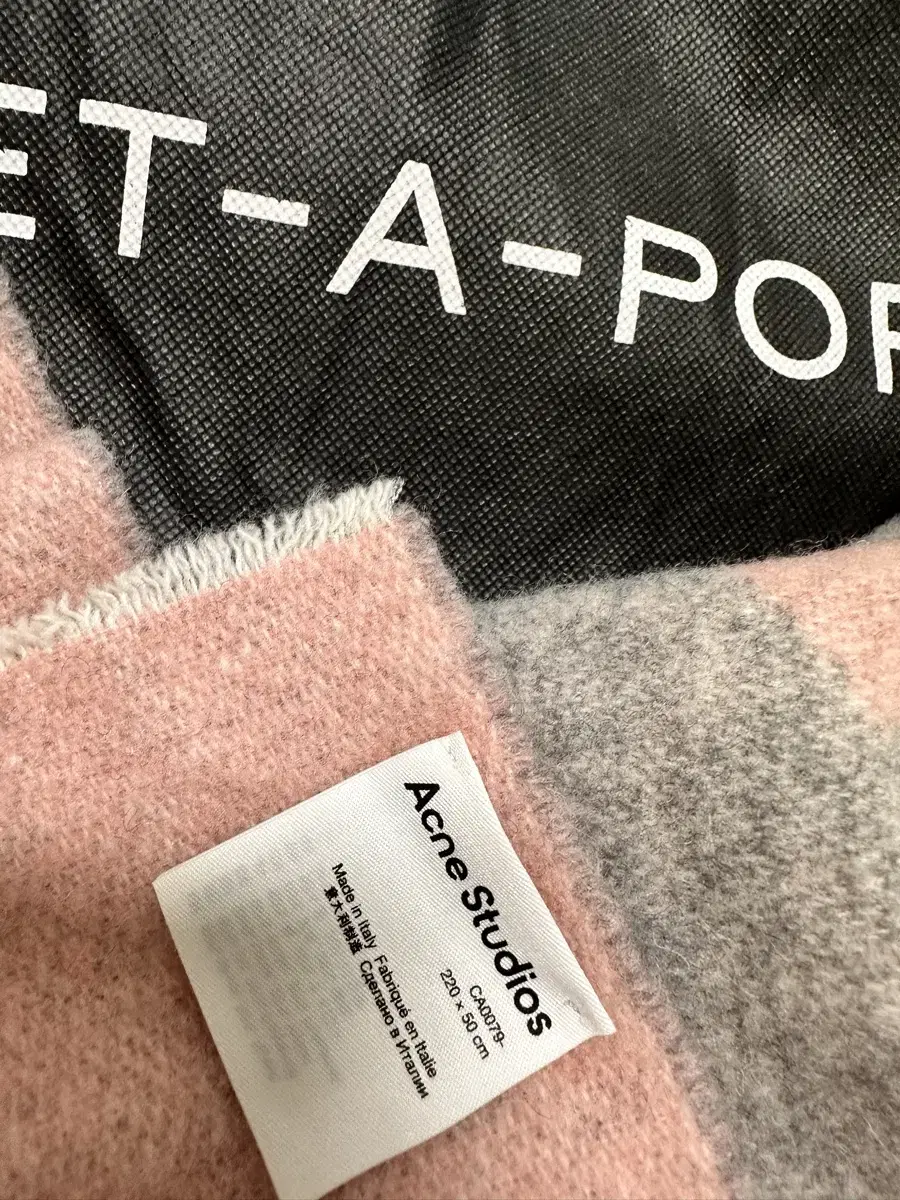 ET-A-POR
Acne Studios
CA0079-
220 x 50 cm
Made in Italy Fabriqué en Italie
意大利制造 Сделано в Италии